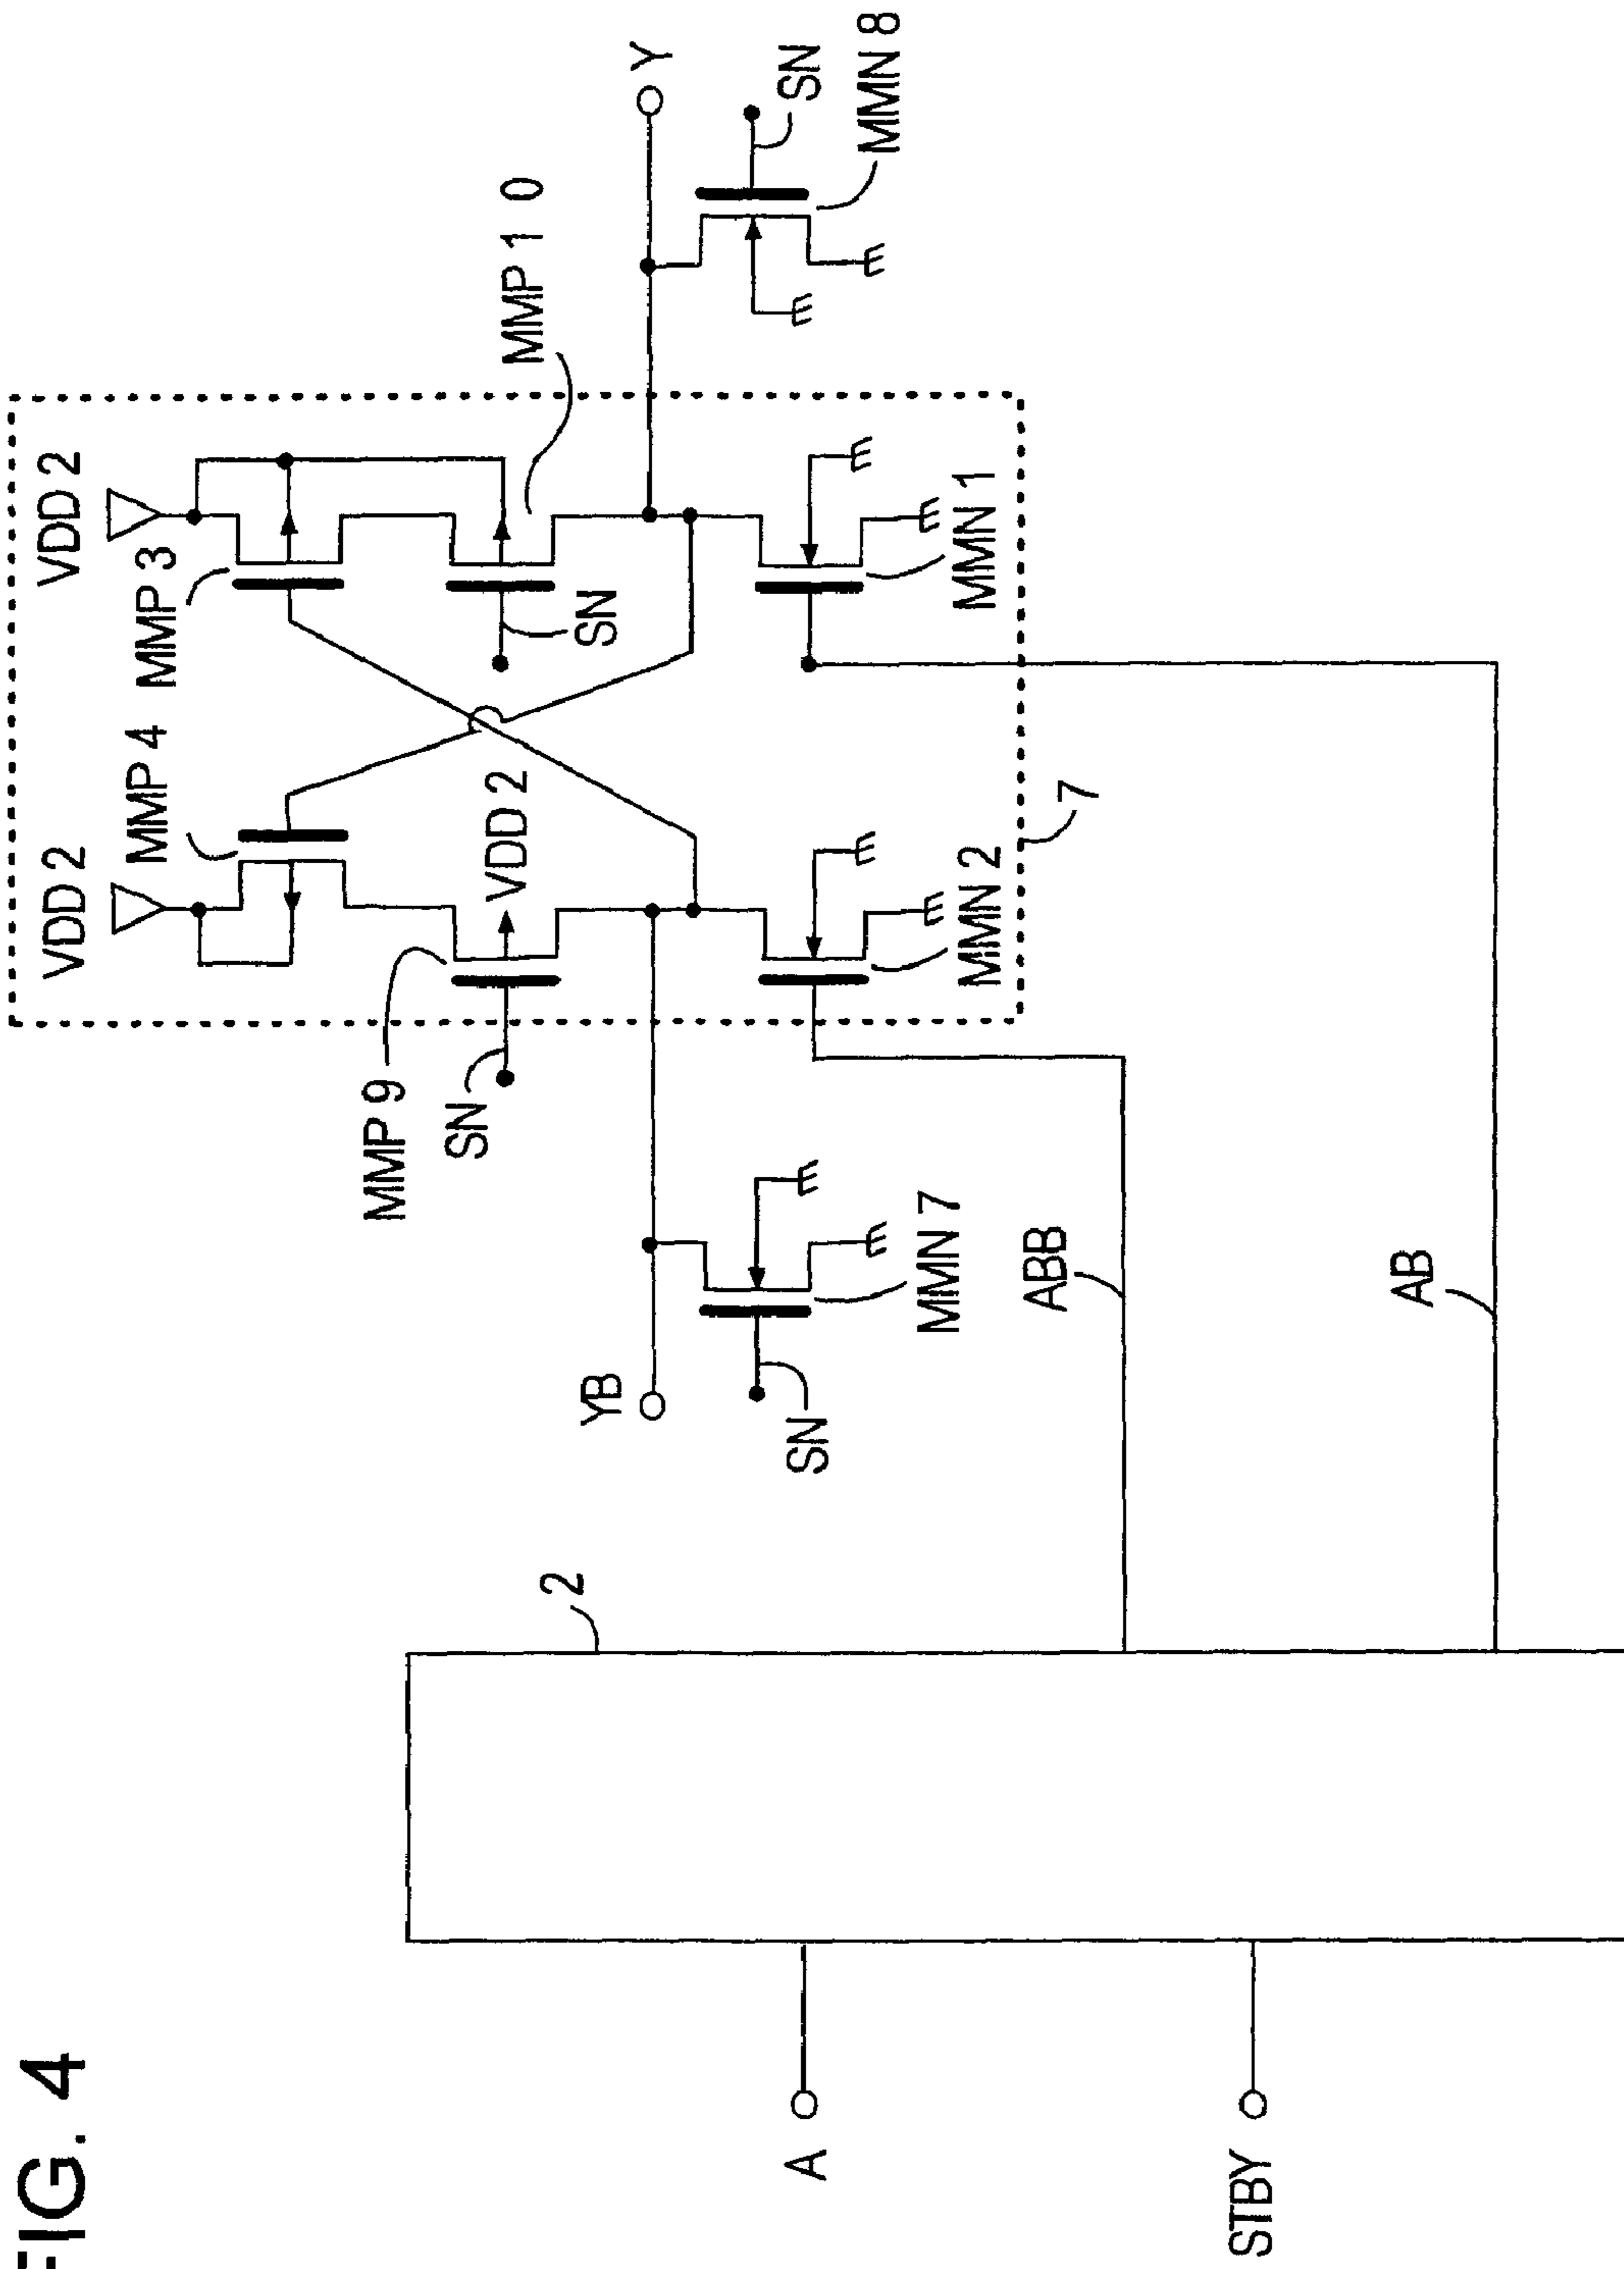 FIG. 4
VDD 2
VDD 2
MMP 4
MMP 3
MMP 9
VDD 2
MMP 1 0
SN
SN
YB
Y
SN
MMN 7
MMN 2
MMN 1
SN
MMN 8
7
2
ABB
AB
A
STBY